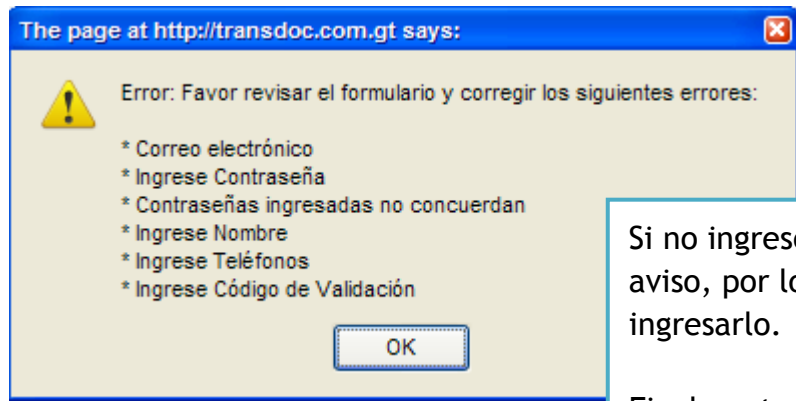 The page at http://transdoc.com.gt says:
Error: Favor revisar el formulario y corregir los siguientes errores:
* Correo electrónico
* Ingrese Contraseña
* Contraseñas ingresadas no concuerdan
* Ingrese Nombre
* Ingrese Teléfonos
* Ingrese Código de Validación
OK
Si no ingres
aviso, por
ingresarlo.